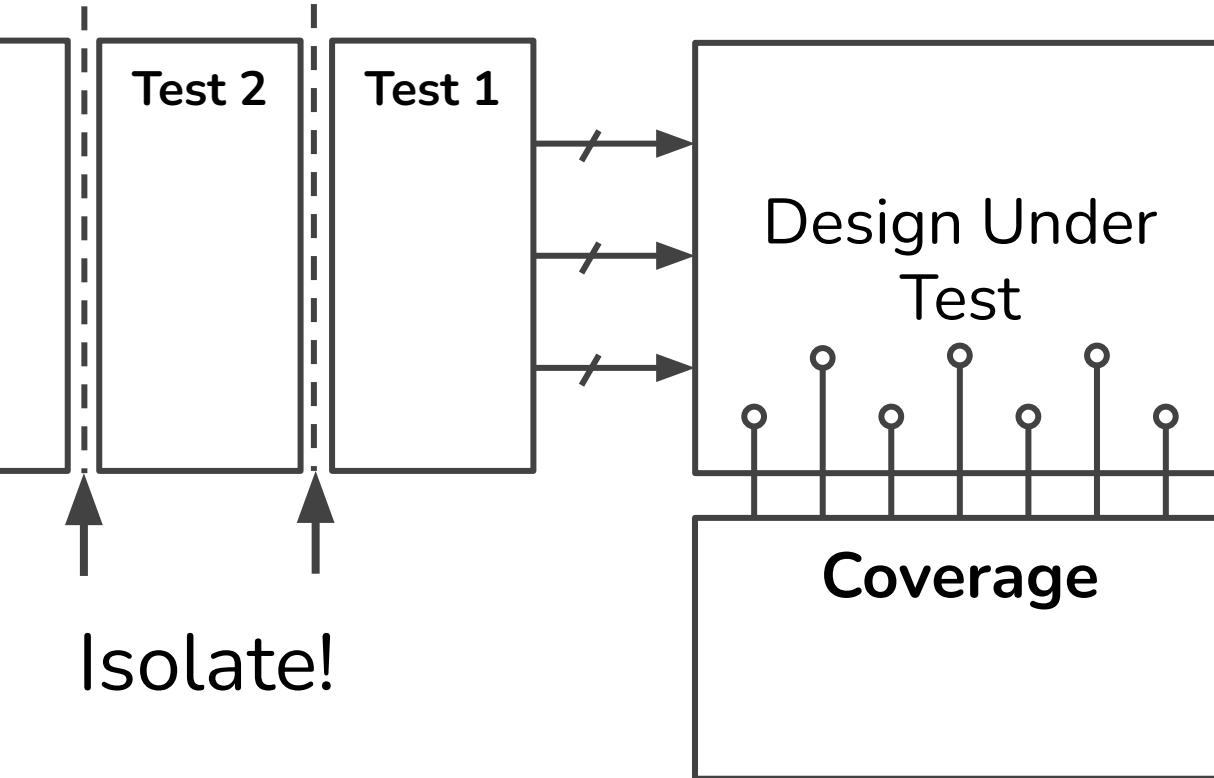 Test 2
Test 1
Design Under
Test
Coverage
Isolate!